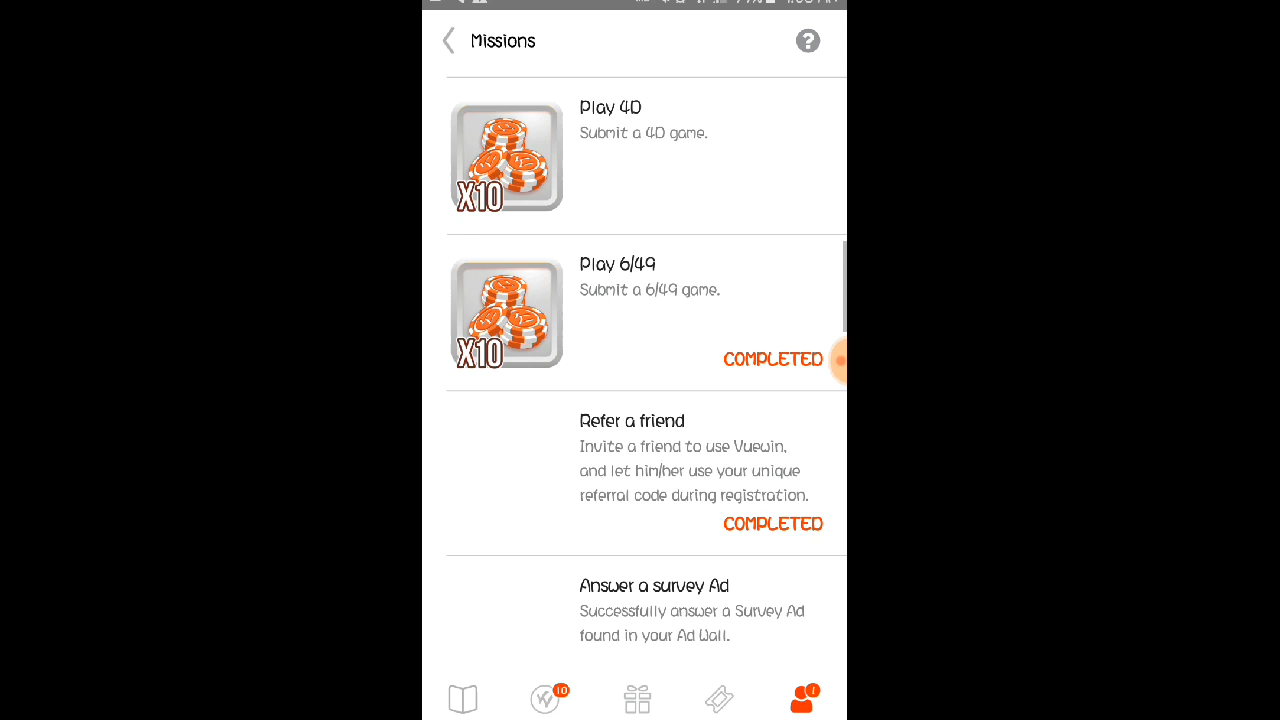 Missions
?
Play 4D
Submit a 4D game.
X10
Play 6/49
Submit a 6/49 game.
X10
COMPLETED
Refer a friend
Invite a friend to use Vuewin,
and let him/her use your unique
referral code during registration.
COMPLETED
Answer a survey Ad
Successfully answer a Survey Ad
found in your Ad Wall.
10
1